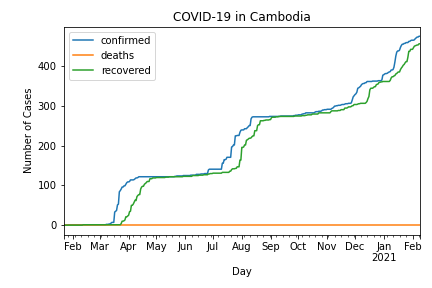 COVID-19 in Cambodia
confirmed
deaths
recovered
Number of Cases
400
300
200
100
0
Feb Mar Apr May Jun Jul Aug Sep Oct Nov Dec Jan Feb
2021
Day